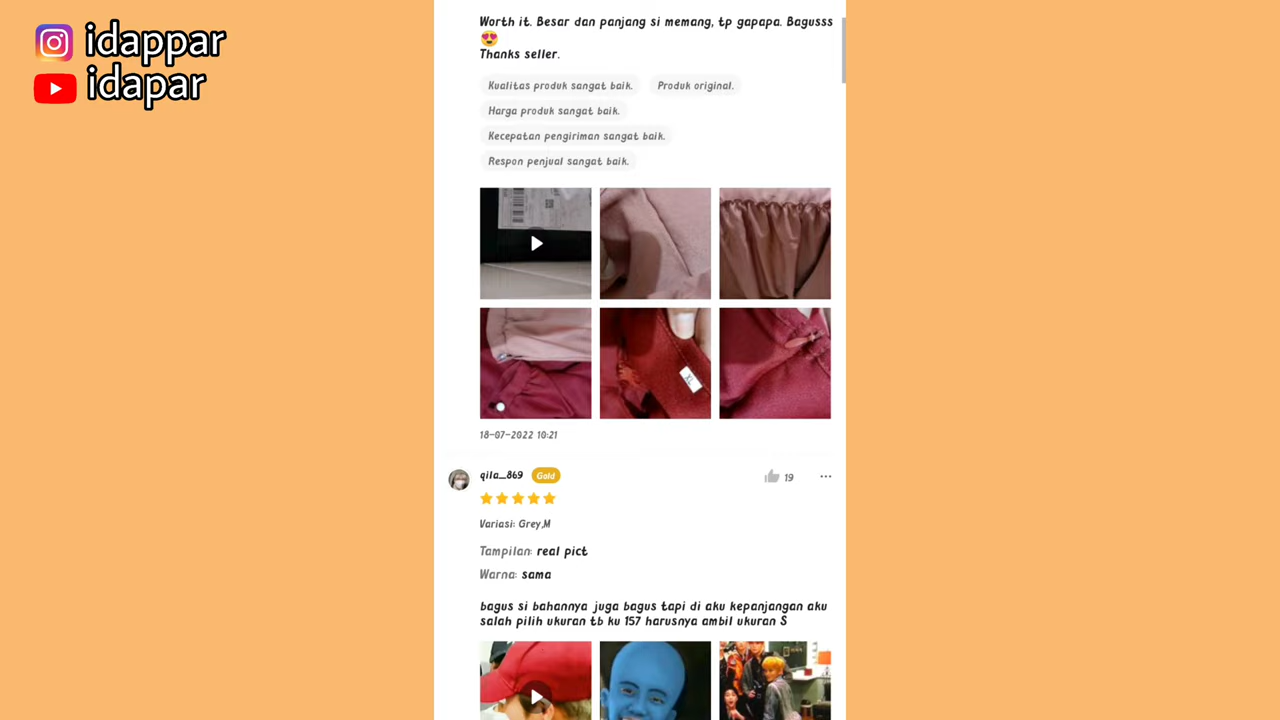 idappar
idapar
Worth it. Besar dan panjang si memang, tp gapapa. Bagusss
😍
Thanks seller.
Kualitas produk sangat baik.
Produk original.
Harga produk sangat baik.
Kecepatan pengiriman sangat baik.
Respon penjual sangat baik.
XL
18-07-2022 10:21
qila_869
Gold
19
Variasi: Grey,M
Tampilan: real pict
Warna: sama
bagus si bahannya juga bagus tapi di aku kepanjangan aku
salah pilih ukuran tb ku 157 harusnya ambil ukuran S